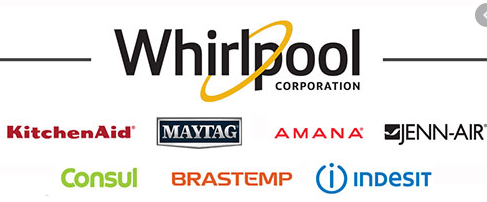 Whirlpool
CORPORATION
KitchenAid® MAYTAG AMANA® JENN-AIR®
Consul BRASTEMP indesit